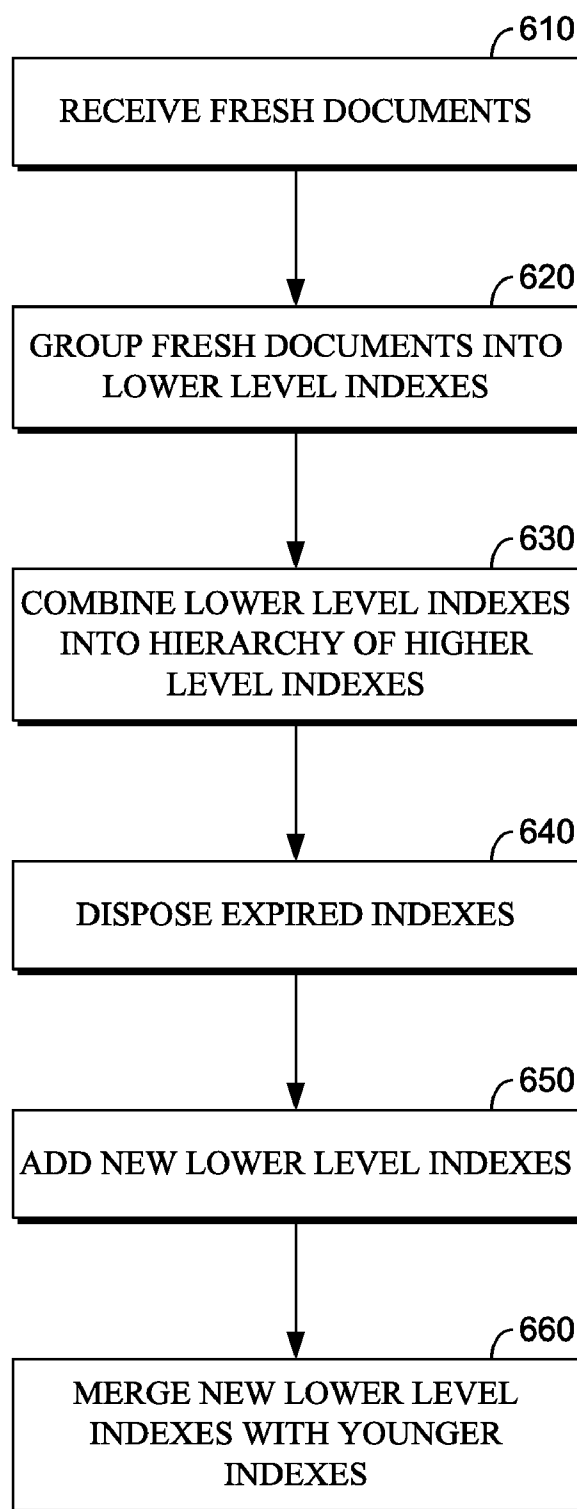 610
RECEIVE FRESH DOCUMENTS
620
GROUP FRESH DOCUMENTS INTO
LOWER LEVEL INDEXES
630
COMBINE LOWER LEVEL INDEXES
INTO HIERARCHY OF HIGHER
LEVEL INDEXES
640
DISPOSE EXPIRED INDEXES
650
ADD NEW LOWER LEVEL INDEXES
660
MERGE NEW LOWER LEVEL
INDEXES WITH YOUNGER
INDEXES